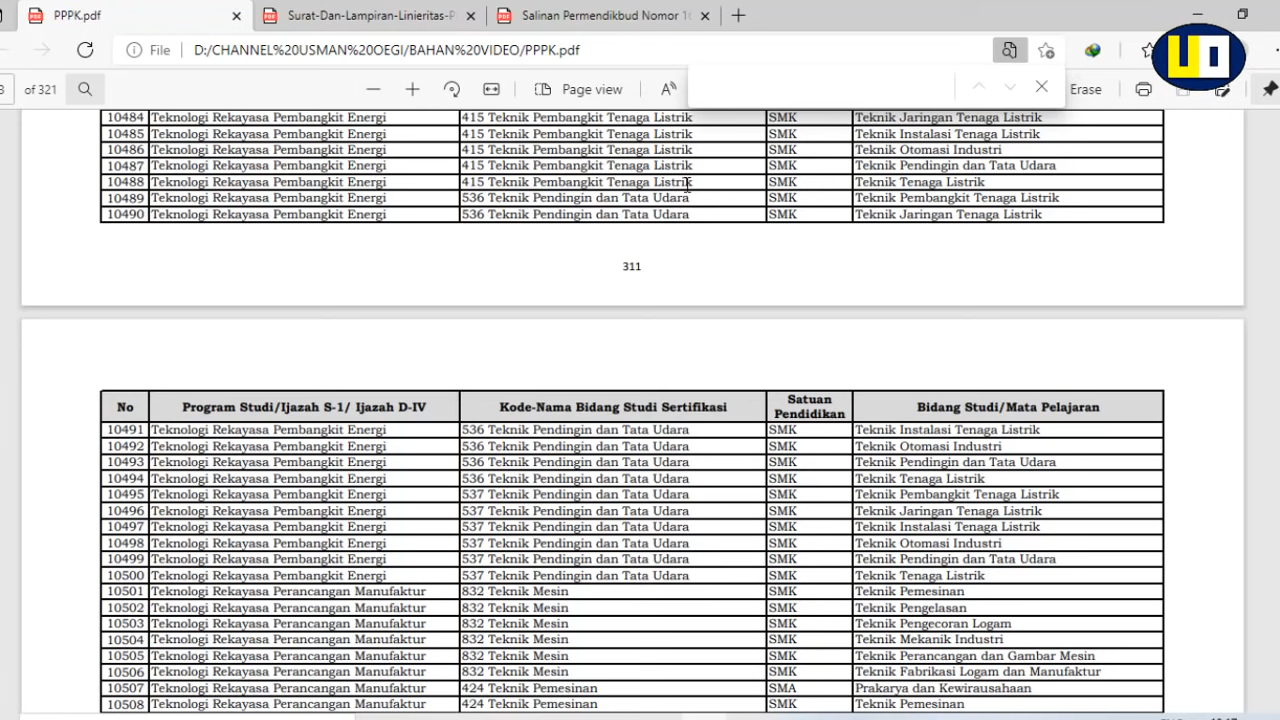 PPPK.pdf
Surat-Dan-Lampiran-Linieritas-P
Salinan Permendikbud Nomor 1
File D:/CHANNEL%20USMAN%20OEGI/BAHAN%20VIDEO/PPPK.pdf
UO
of 321 Page view Erase
10484 Teknologi Rekayasa Pembangkit Energi 415 Teknik Pembangkit Tenaga Listrik SMK Teknik Jaringan Tenaga Listrik
10485 Teknologi Rekayasa Pembangkit Energi 415 Teknik Pembangkit Tenaga Listrik SMK Teknik Instalasi Tenaga Listrik
10486 Teknologi Rekayasa Pembangkit Energi 415 Teknik Pembangkit Tenaga Listrik SMK Teknik Otomasi Industri
10487 Teknologi Rekayasa Pembangkit Energi 415 Teknik Pembangkit Tenaga Listrik SMK Teknik Pendingin dan Tata Udara
10488 Teknologi Rekayasa Pembangkit Energi 415 Teknik Pembangkit Tenaga Listrik SMK Teknik Tenaga Listrik
10489 Teknologi Rekayasa Pembangkit Energi 536 Teknik Pendingin dan Tata Udara SMK Teknik Pembangkit Tenaga Listrik
10490 Teknologi Rekayasa Pembangkit Energi 536 Teknik Pendingin dan Tata Udara SMK Teknik Jaringan Tenaga Listrik
311
No Program Studi/Ijazah S-1/ Ijazah D-IV Kode-Nama Bidang Studi Sertifikasi Satuan Pendidikan Bidang Studi/Mata Pelajaran
10491 Teknologi Rekayasa Pembangkit Energi 536 Teknik Pendingin dan Tata Udara SMK Teknik Instalasi Tenaga Listrik
10492 Teknologi Rekayasa Pembangkit Energi 536 Teknik Pendingin dan Tata Udara SMK Teknik Otomasi Industri
10493 Teknologi Rekayasa Pembangkit Energi 536 Teknik Pendingin dan Tata Udara SMK Teknik Pendingin dan Tata Udara
10494 Teknologi Rekayasa Pembangkit Energi 536 Teknik Pendingin dan Tata Udara SMK Teknik Tenaga Listrik
10495 Teknologi Rekayasa Pembangkit Energi 537 Teknik Pendingin dan Tata Udara SMK Teknik Pembangkit Tenaga Listrik
10496 Teknologi Rekayasa Pembangkit Energi 537 Teknik Pendingin dan Tata Udara SMK Teknik Jaringan Tenaga Listrik
10497 Teknologi Rekayasa Pembangkit Energi 537 Teknik Pendingin dan Tata Udara SMK Teknik Instalasi Tenaga Listrik
10498 Teknologi Rekayasa Pembangkit Energi 537 Teknik Pendingin dan Tata Udara SMK Teknik Otomasi Industri
10499 Teknologi Rekayasa Pembangkit Energi 537 Teknik Pendingin dan Tata Udara SMK Teknik Pendingin dan Tata Udara
10500 Teknologi Rekayasa Pembangkit Energi 537 Teknik Pendingin dan Tata Udara SMK Teknik Tenaga Listrik
10501 Teknologi Rekayasa Perancangan Manufaktur 832 Teknik Mesin SMK Teknik Pemesinan
10502 Teknologi Rekayasa Perancangan Manufaktur 832 Teknik Mesin SMK Teknik Pengelasan
10503 Teknologi Rekayasa Perancangan Manufaktur 832 Teknik Mesin SMK Teknik Pengecoran Logam
10504 Teknologi Rekayasa Perancangan Manufaktur 832 Teknik Mesin SMK Teknik Mekanik Industri
10505 Teknologi Rekayasa Perancangan Manufaktur 832 Teknik Mesin SMK Teknik Perancangan dan Gambar Mesin
10506 Teknologi Rekayasa Perancangan Manufaktur 832 Teknik Mesin SMK Teknik Fabrikasi Logam dan Manufaktur
10507 Teknologi Rekayasa Perancangan Manufaktur 424 Teknik Pemesinan SMA Prakarya dan Kewirausahaan
10508 Teknologi Rekayasa Perancangan Manufaktur 424 Teknik Pemesinan SMK Teknik Pemesinan